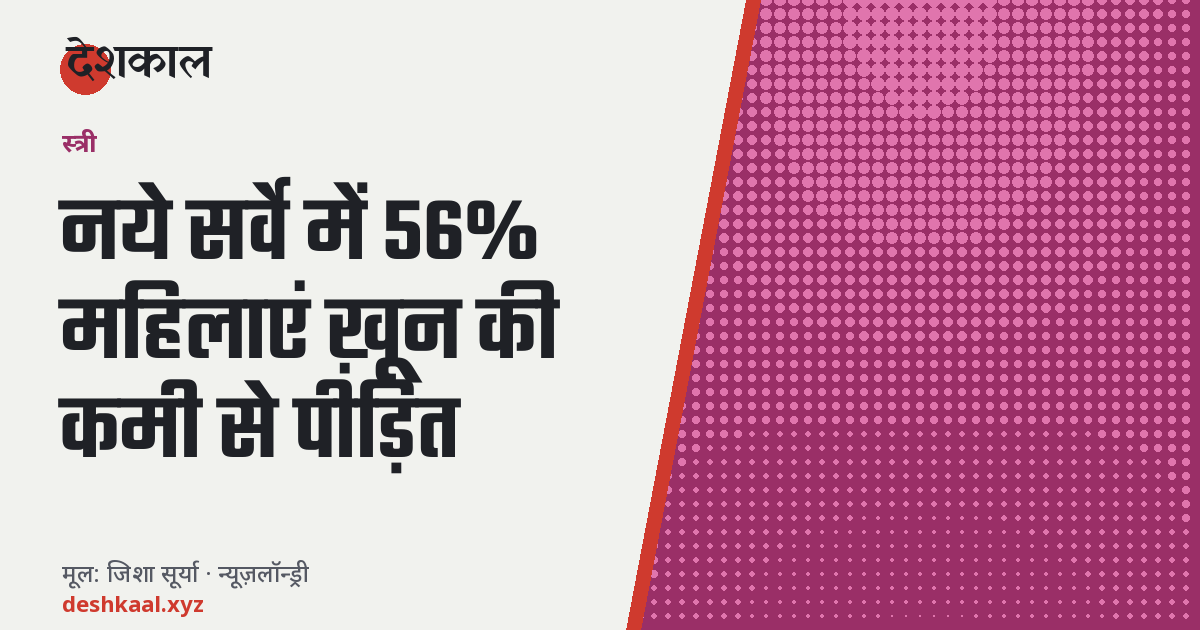 देशकाल
स्त्री
नये सर्वे में 56%
महिलाएं ख़ून की
कमी से पीड़ित
मूल: जिशा सूर्या · न्यूज़लॉन्ड्री
deshkaal.xyz